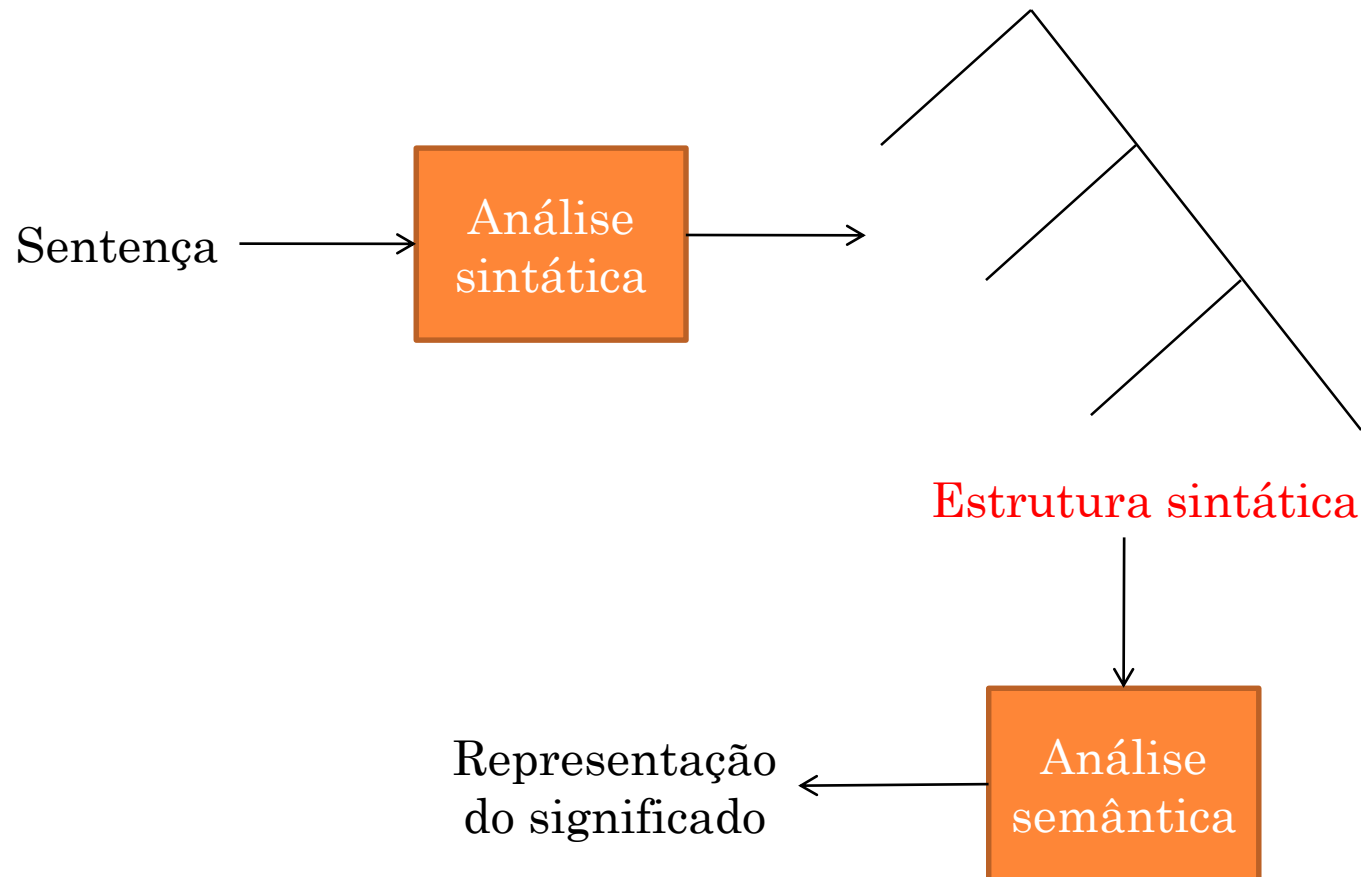 Sentença
Análise
sintática
Estrutura sintática
Análise
semântica
Representação
do significado